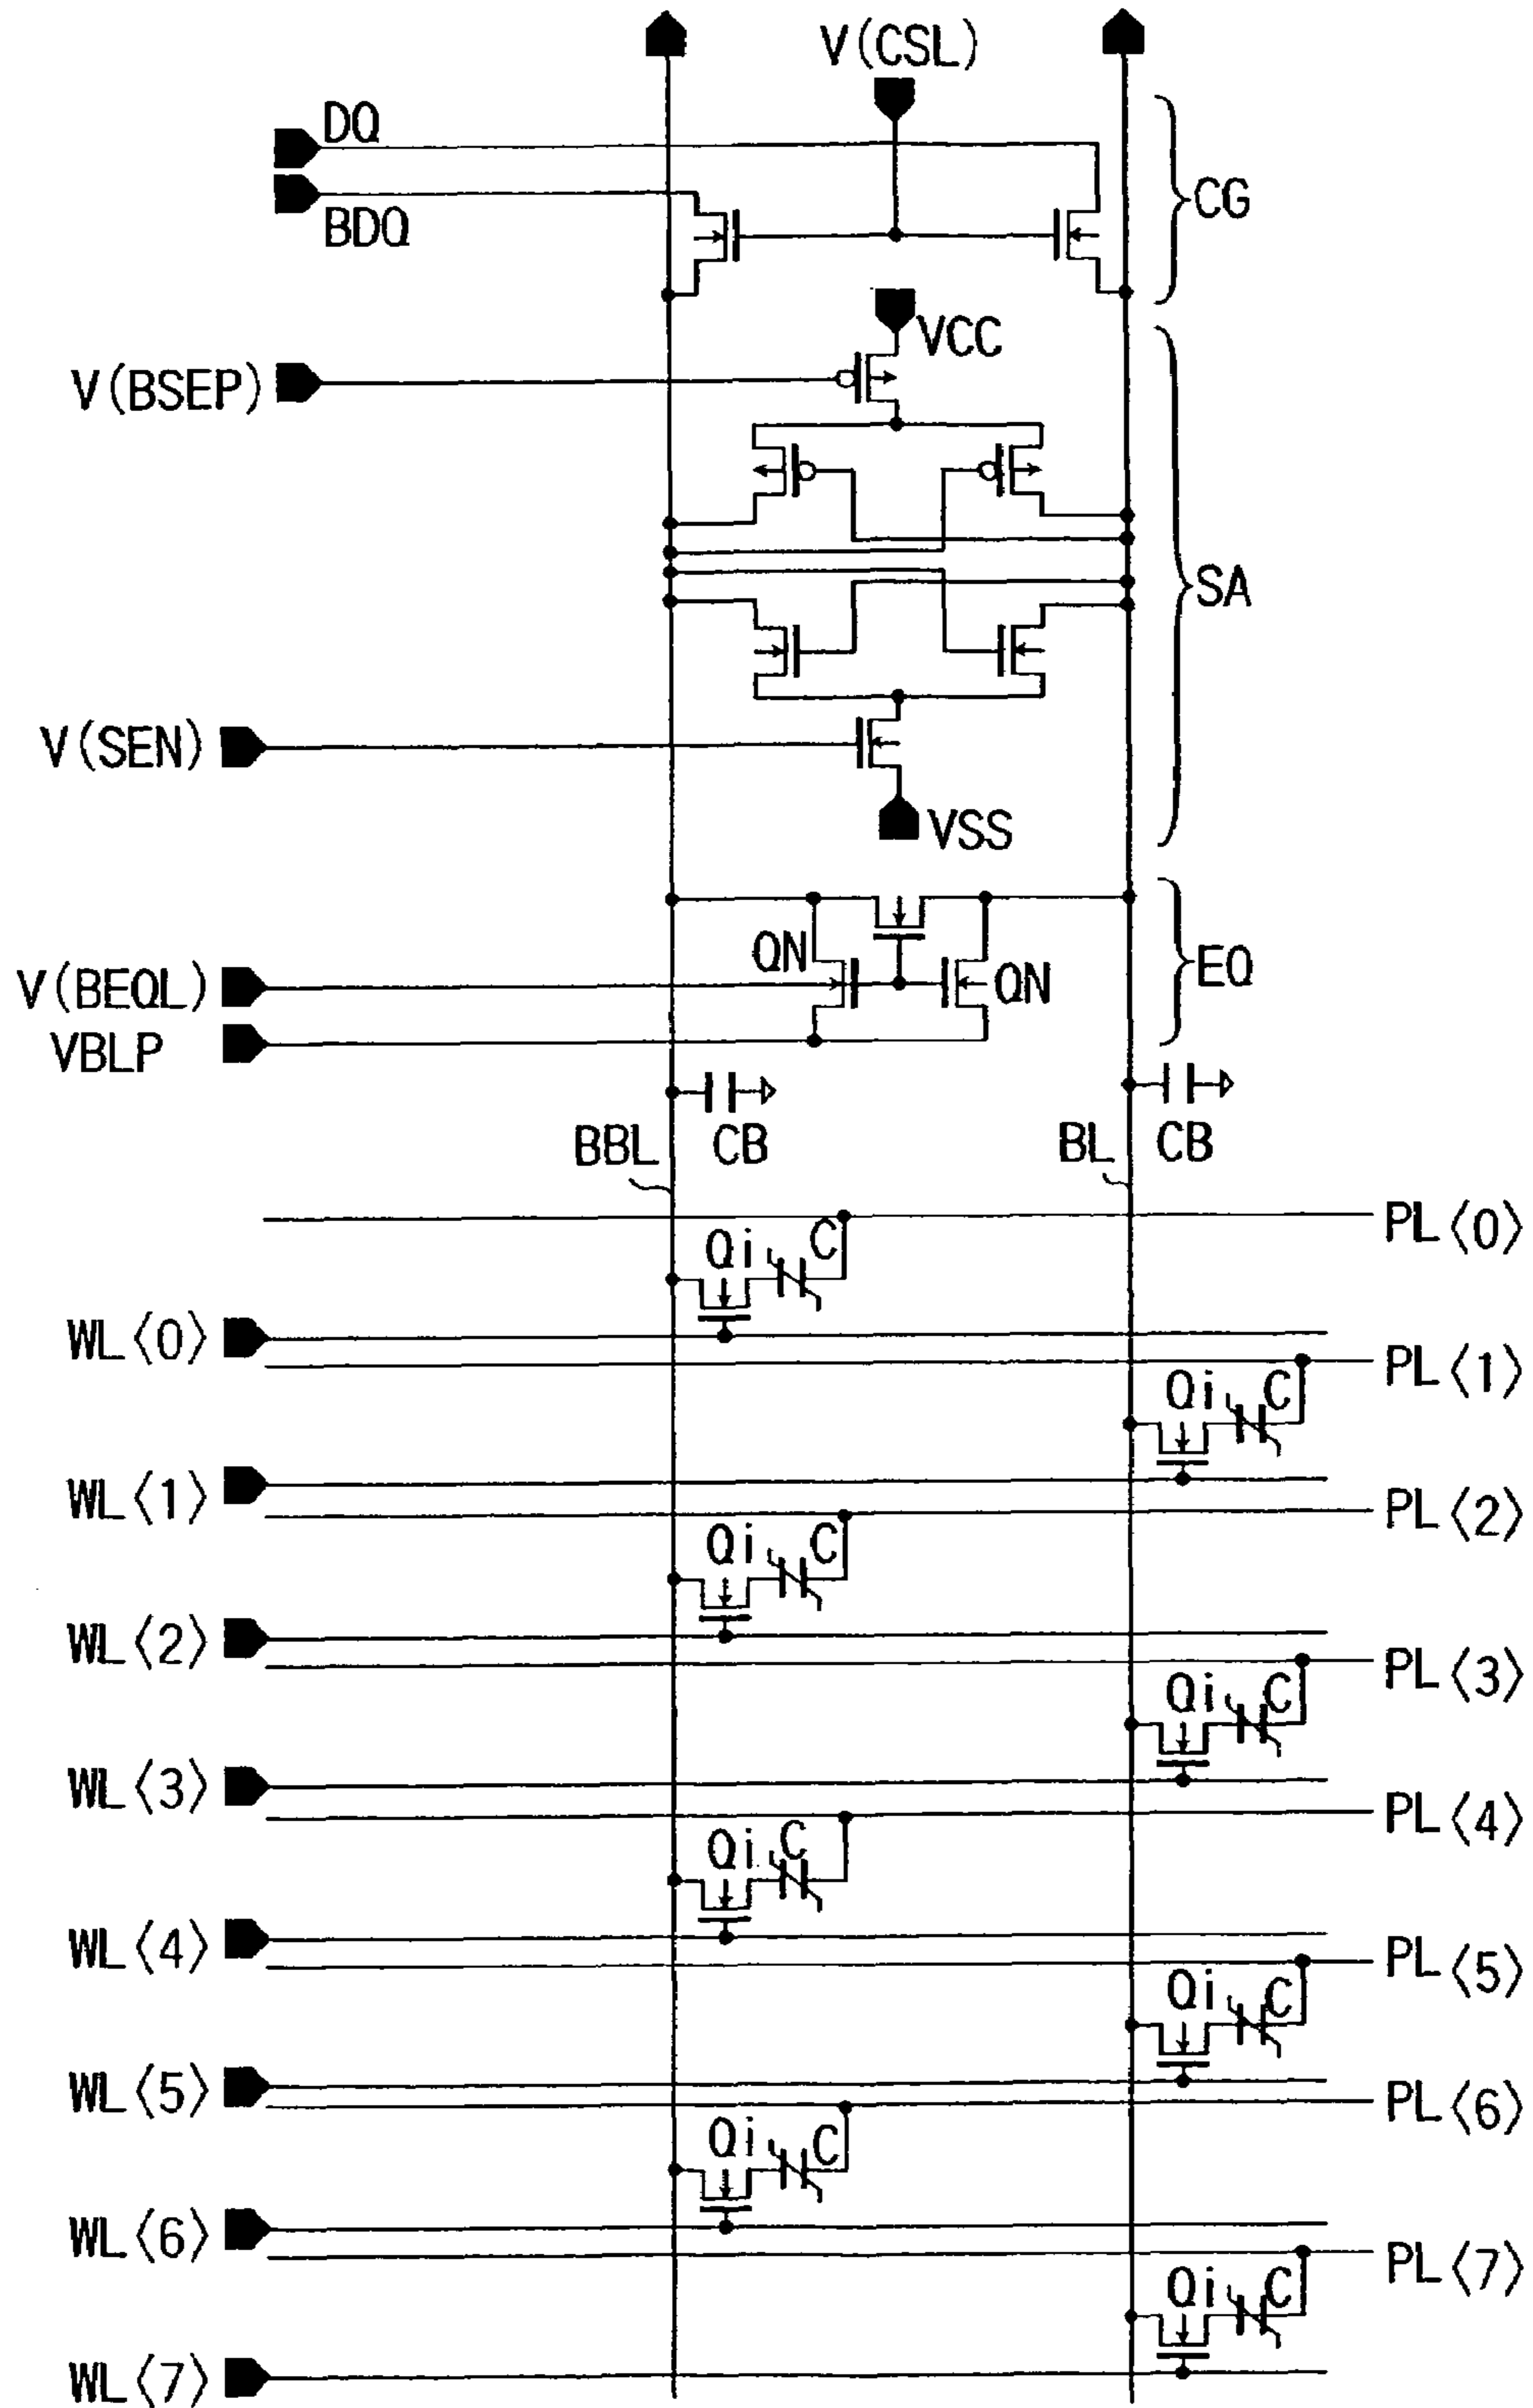 V(CSL)
DQ
BDQ
CG
VCC
V(BSEP)
SA
V(SEN)
VSS
QN
QN
EQ
V(BEQL)
VBLP
BBL
CB
BL
CB
PL〈0〉
Qi
C
WL〈0〉
PL〈1〉
Qi
C
WL〈1〉
PL〈2〉
Qi
C
WL〈2〉
PL〈3〉
Qi
C
WL〈3〉
PL〈4〉
Qi
C
WL〈4〉
PL〈5〉
Qi
C
WL〈5〉
PL〈6〉
Qi
C
WL〈6〉
PL〈7〉
Qi
C
WL〈7〉